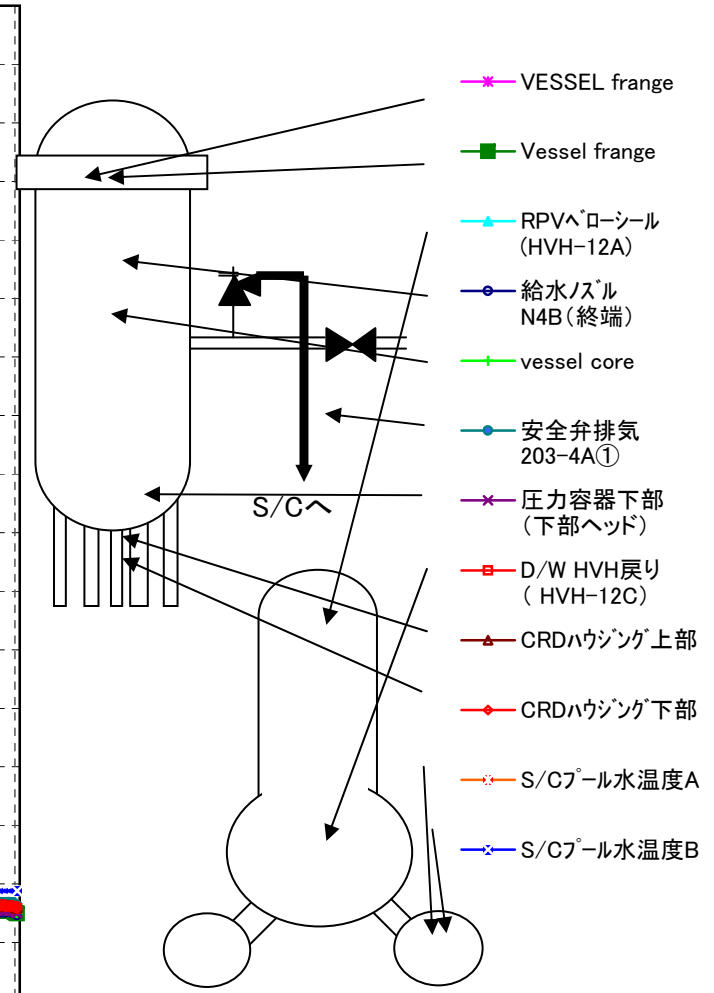 VESSEL frange
Vessel frange
RPVﾍﾞﾛｰシール
(HVH-12A)
給水ﾉｽﾞﾙ
N4B(終端)
vessel core
安全弁排気
203-4A①
圧力容器下部
(下部ヘッド)
D/W HVH戻り
( HVH-12C)
CRDﾊｳｼﾞﾝｸﾞ上部
CRDﾊｳｼﾞﾝｸﾞ下部
S/Cﾌﾟｰﾙ水温度A
S/Cﾌﾟｰﾙ水温度B
S/Cへ